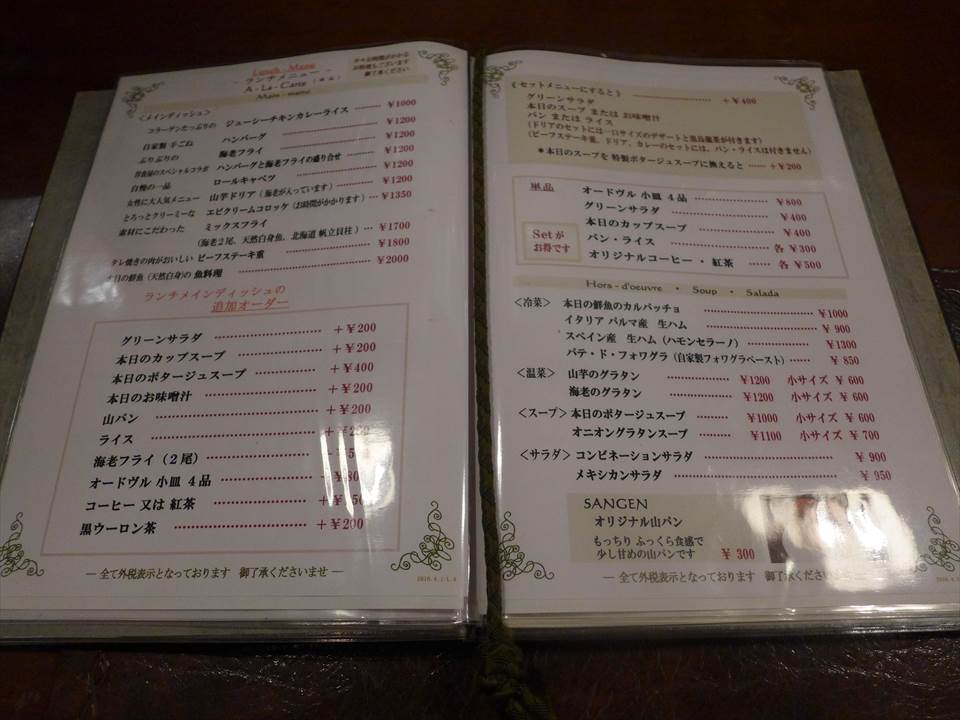 Lunch - Menu
- ランチメニュー -
A - La - Carta
Main - menu
お料理もございます
御了承ください
<メインディッシュ>
コラーゲンたっぷりの ジューシーチキンカレーライス ……… ¥1000
自家製 手ごね ハンバーグ ……… ¥1200
ぷりぷりの 海老フライ ……… ¥1200
洋食屋のスペシャルコラボ ハンバーグと海老フライの盛り合せ ……… ¥1200
自慢の一品 ロールキャベツ ……… ¥1200
女性に大人気メニュー 山芋ドリア (海老が入っています) ……… ¥1200
とろっとクリーミーな エビクリームコロッケ (お時間がかかります) … ¥1350
素材にこだわった ミックスフライ
(海老2尾、天然白身魚、北海道 帆立貝柱) … ¥1700
タレ焼きの肉がおいしい ビーフステーキ重 ……… ¥1800
本日の鮮魚 (天然白身)の 魚料理 ……… ¥2000
ランチメインディッシュの
追加オーダー
グリーンサラダ ……… +¥200
本日のカップスープ ……… +¥200
本日のポタージュスープ ……… +¥400
本日のお味噌汁 ……… +¥200
山パン ……… +¥200
ライス ………
海老フライ (2尾) ………
オードヴル 小皿 4品 ………
コーヒー 又は 紅茶 ………
黒ウーロン茶 ……… +¥200
― 全て外税表示となっております 御了承くださいませ ―
《セットメニューにすると》 ……… +¥400
グリーンサラダ
本日のスープ または お味噌汁
パン または ライス
(ドリアのセットには一口サイズのデザートと黒烏龍茶が付きます)
(ビーフステーキ重、ドリア、カレーのセットには、パン・ライスは付きません)
*本日のスープを 特製ポタージュスープに換えると …… +¥200
単品
オードヴル 小皿 4品 ……… ¥800
グリーンサラダ ……… ¥400
本日のカップスープ ……… ¥400
パン・ライス ……… 各 ¥300
オリジナルコーヒー ・ 紅茶 …… 各 ¥500
Setが
お得です
Hors - d'oeuvre ・ Soup ・ Salada
<冷菜> 本日の鮮魚のカルパッチョ ……… ¥1000
イタリア パルマ産 生ハム ……… ¥ 900
スペイン産 生ハム (ハモンセラーノ) ……… ¥1300
パテ・ド・フォワグラ (自家製フォワグラペースト) …… ¥ 850
<温菜> 山芋のグラタン ……… ¥1200 小サイズ ¥ 600
海老のグラタン ……… ¥1200 小サイズ ¥ 600
<スープ> 本日のポタージュスープ ……… ¥1000 小サイズ ¥ 600
オニオングラタンスープ ……… ¥1100 小サイズ ¥ 700
<サラダ> コンビネーションサラダ ……… ¥ 900
メキシカンサラダ ……… ¥ 950
SANGEN
オリジナル山パン
もっちり ふっくら食感で
少し甘めの山パンです ¥ 300
― 全て外税表示となっております 御了承ください